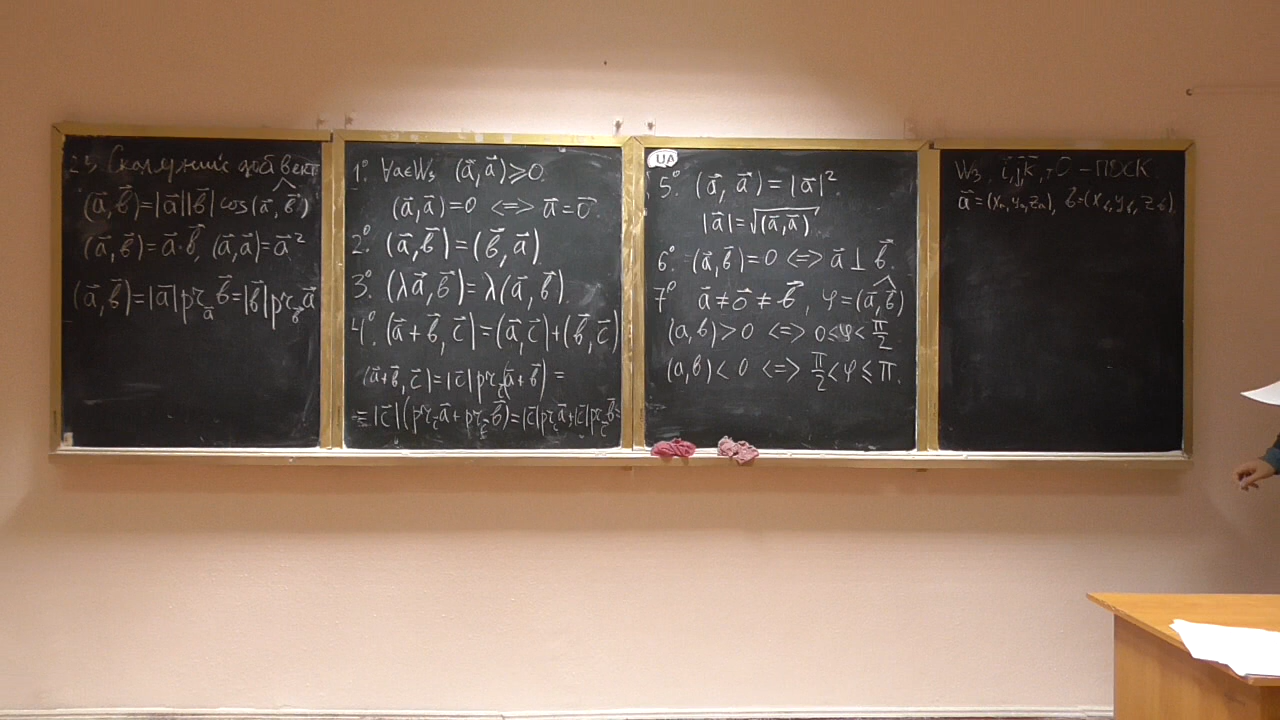 2.3. Скалярний добуток вект
(a⃗, b⃗) = |a⃗||b⃗| cos(a⃗, b⃗)
(a⃗, b⃗) = a⃗·b⃗, (a⃗, a⃗) = a⃗²
(a⃗, b⃗) = |a⃗| pr_a⃗ b⃗ = |b⃗| pr_b⃗ a⃗
1°. ∀a∈W₃ (a⃗, a⃗) ⩾ 0.
(a⃗, a⃗) = 0 <=> a⃗ = o⃗.
2°. (a⃗, b⃗) = (b⃗, a⃗)
3°. (λa⃗, b⃗) = λ(a⃗, b⃗).
4°. (a⃗ + b⃗, c⃗) = (a⃗, c⃗) + (b⃗, c⃗)
(a⃗+b⃗, c⃗) = |c⃗| pr_c⃗(a⃗ + b⃗) =
= |c⃗|(pr_c⃗ a⃗ + pr_c⃗ b⃗) = |c⃗| pr_c⃗ a⃗ + |c⃗| pr_c⃗ b⃗ =
UA
5°. (a⃗, a⃗) = |a⃗|².
|a⃗| = √(a⃗, a⃗)
6°. (a⃗, b⃗) = 0 <=> a⃗ ⊥ b⃗.
7° a⃗ ≠ o⃗ ≠ b⃗, φ = (a⃗, b⃗)
(a, b) > 0 <=> 0 ≤ φ < π/2
(a, b) < 0 <=> π/2 < φ ≤ π.
W₃, i⃗, j⃗, k⃗, т.О – ПДСК
a⃗ = (xₐ, yₐ, zₐ), b⃗ = (x_b, y_b, z_b)